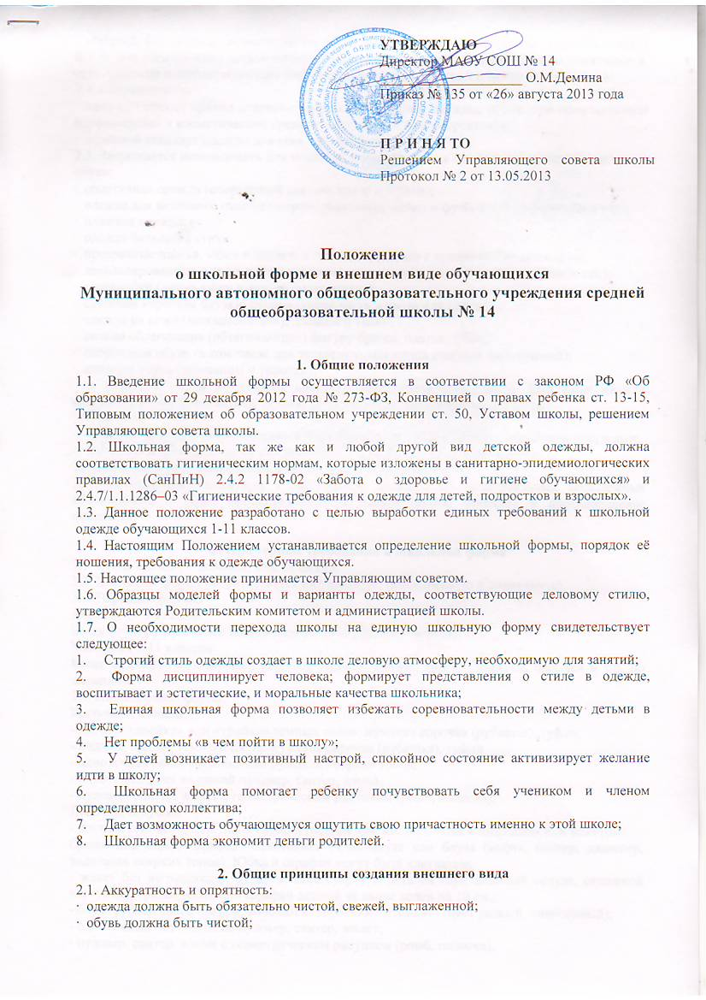 УТВЕРЖДАЮ
Директор МАОУ СОШ № 14
О.М.Демина
Приказ № 135 от «26» августа 2013 года
П Р И Н Я ТО
Решением Управляющего совета школы
Протокол № 2 от 13.05.2013
Положение
о школьной форме и внешнем виде обучающихся
Муниципального автономного общеобразовательного учреждения средней
общеобразовательной школы № 14
1. Общие положения
1.1. Введение школьной формы осуществляется в соответствии с законом РФ «Об
образовании» от 29 декабря 2012 года № 273-ФЗ, Конвенцией о правах ребенка ст. 13-15,
Типовым положением об образовательном учреждении ст. 50, Уставом школы, решением
Управляющего совета школы.
1.2. Школьная форма, так же как и любой другой вид детской одежды, должна
соответствовать гигиеническим нормам, которые изложены в санитарно-эпидемиологических
правилах (СанПиН) 2.4.2 1178-02 «Забота о здоровье и гигиене обучающихся» и
2.4.7/1.1.1286–03 «Гигиенические требования к одежде для детей, подростков и взрослых».
1.3. Данное положение разработано с целью выработки единых требований к школьной
одежде обучающихся 1-11 классов.
1.4. Настоящим Положением устанавливается определение школьной формы, порядок её
ношения, требования к одежде обучающихся.
1.5. Настоящее положение принимается Управляющим советом.
1.6. Образцы моделей формы и варианты одежды, соответствующие деловому стилю,
утверждаются Родительским комитетом и администрацией школы.
1.7. О необходимости перехода школы на единую школьную форму свидетельствует
следующее:
1. Строгий стиль одежды создает в школе деловую атмосферу, необходимую для занятий;
2. Форма дисциплинирует человека; формирует представления о стиле в одежде,
воспитывает и эстетические, и моральные качества школьника;
3. Единая школьная форма позволяет избежать соревновательности между детьми в
одежде;
4. Нет проблемы «в чем пойти в школу»;
5. У детей возникает позитивный настрой, спокойное состояние активизирует желание
идти в школу;
6. Школьная форма помогает ребенку почувствовать себя учеником и членом
определенного коллектива;
7. Дает возможность обучающемуся ощутить свою причастность именно к этой школе;
8. Школьная форма экономит деньги родителей.
2. Общие принципы создания внешнего вида
2.1. Аккуратность и опрятность:
· одежда должна быть обязательно чистой, свежей, выглаженной;
· обувь должна быть чистой;